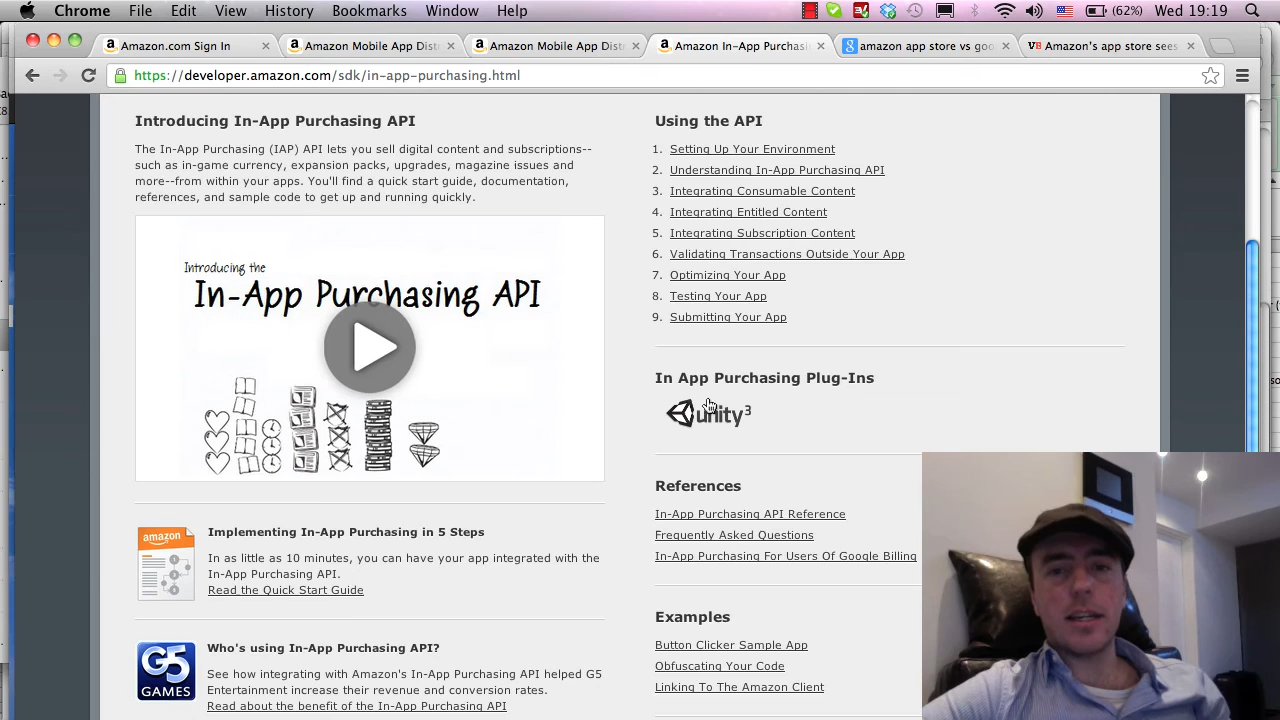 Chrome File Edit View History Bookmarks Window Help (62%) Wed 19:19
Amazon.com Sign In
Amazon Mobile App Dist
Amazon Mobile App Dist
Amazon In-App Purchas
amazon app store vs goo
VB Amazon's app store sees
https://developer.amazon.com/sdk/in-app-purchasing.html
Introducing In-App Purchasing API
The In-App Purchasing (IAP) API lets you sell digital content and subscriptions--
such as in-game currency, expansion packs, upgrades, magazine issues and
more--from within your apps. You'll find a quick start guide, documentation,
references, and sample code to get up and running quickly.
Introducing the
In-App Purchasing API
amazon
Implementing In-App Purchasing in 5 Steps
In as little as 10 minutes, you can have your app integrated with the
In-App Purchasing API.
Read the Quick Start Guide
G5
GAMES
Who's using In-App Purchasing API?
See how integrating with Amazon's In-App Purchasing API helped G5
Entertainment increase their revenue and conversion rates.
Read about the benefit of the In-App Purchasing API
Using the API
1. Setting Up Your Environment
2. Understanding In-App Purchasing API
3. Integrating Consumable Content
4. Integrating Entitled Content
5. Integrating Subscription Content
6. Validating Transactions Outside Your App
7. Optimizing Your App
8. Testing Your App
9. Submitting Your App
In App Purchasing Plug-Ins
unity3
References
In-App Purchasing API Reference
Frequently Asked Questions
In-App Purchasing For Users Of Google Billing
Examples
Button Clicker Sample App
Obfuscating Your Code
Linking To The Amazon Client